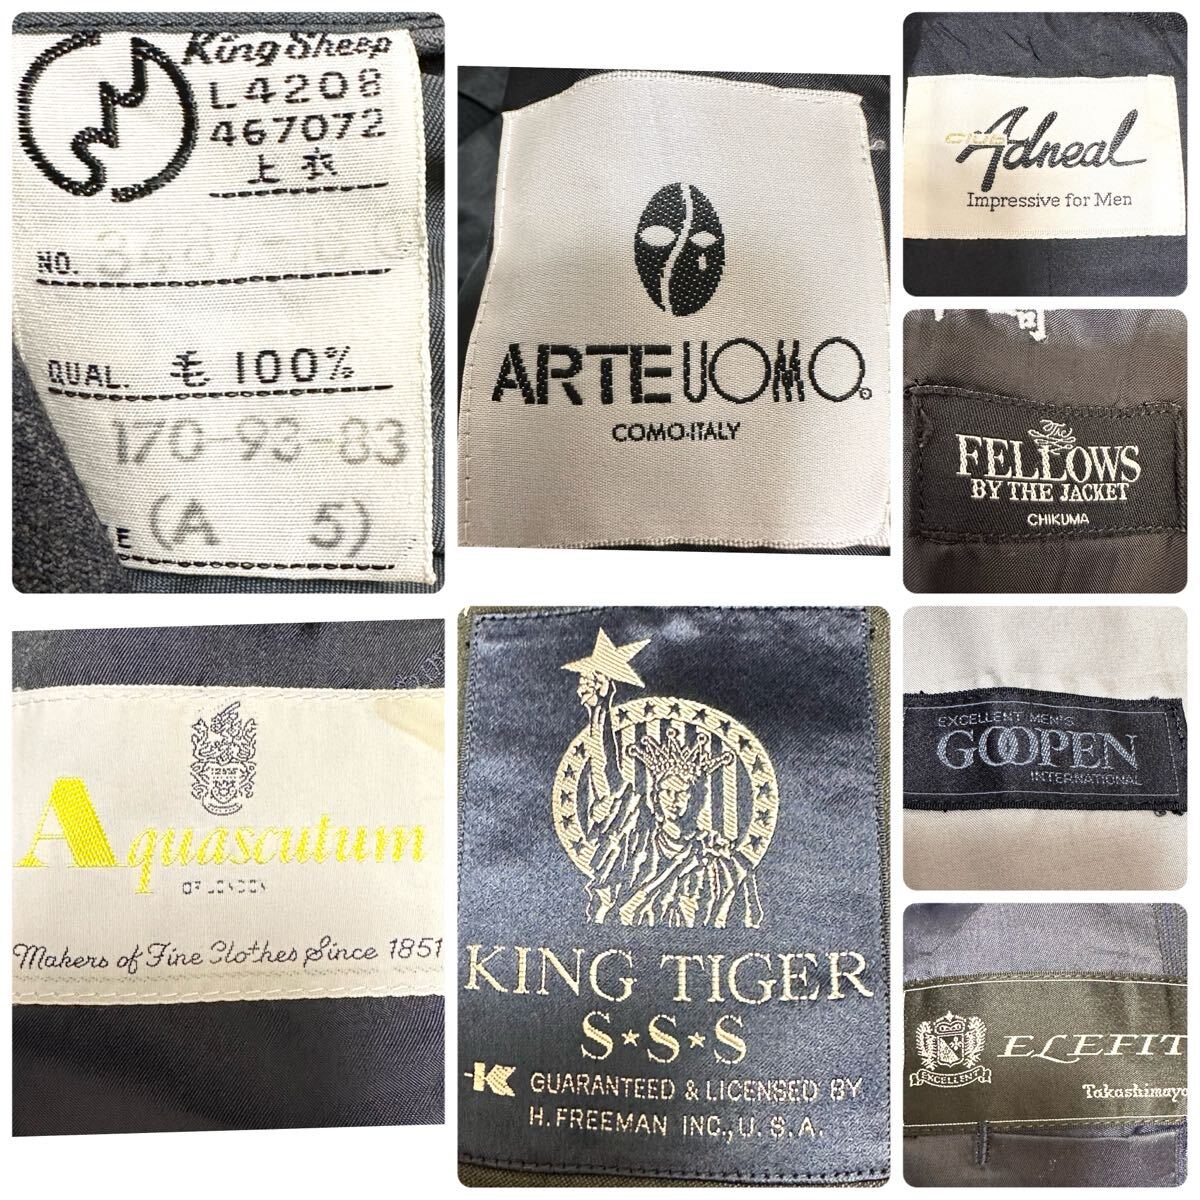 King Sheep
L4208
467072
上衣
NO.
QUAL. 毛 100%
170-93-83
(A 5)
ARTE UOMO®
COMO-ITALY
CLUB Adneal
Impressive for Men
The
FELLOWS
BY THE JACKET
CHIKUMA
Aquascutum
OF LONDON
Makers of Fine Clothes Since 1851
KING TIGER
S★S★S
K GUARANTEED & LICENSED BY
H. FREEMAN INC., U.S.A.
EXCELLENT MEN'S
GOOPEN
INTERNATIONAL
EXCELLENT
ELEFIT
Takashimaya